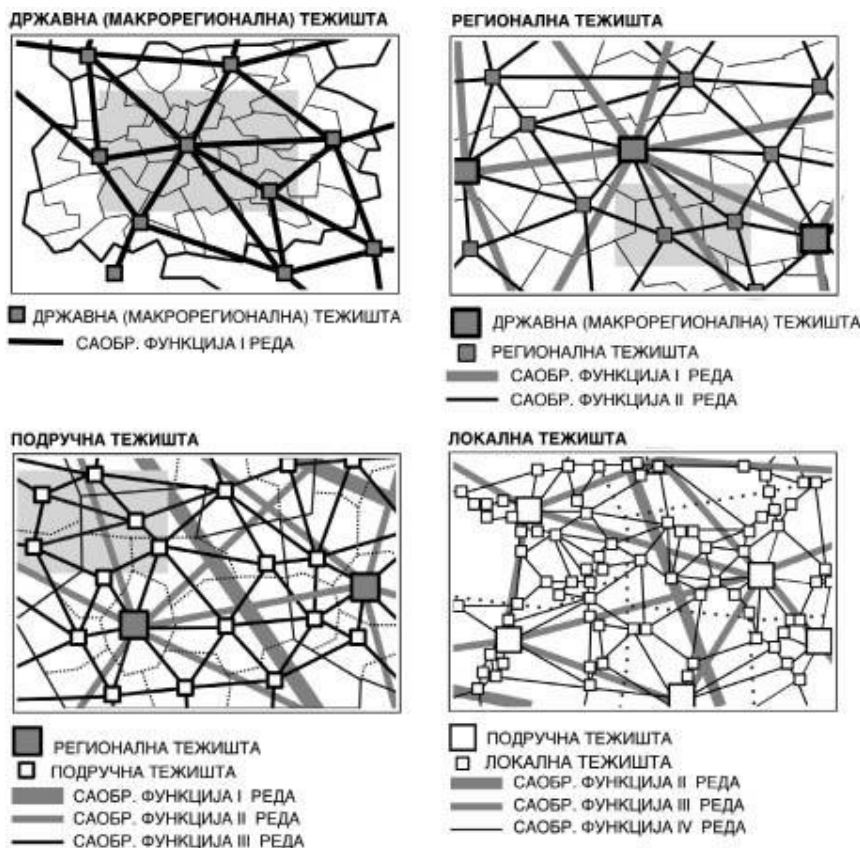 ДРЖАВНА (МАКРОРЕГИОНАЛНА) ТЕЖИШТА
ДРЖАВНА (МАКРОРЕГИОНАЛНА) ТЕЖИШТА
САОБР. ФУНКЦИЈА I РЕДА
РЕГИОНАЛНА ТЕЖИШТА
ДРЖАВНА (МАКРОРЕГИОНАЛНА) ТЕЖИШТА
РЕГИОНАЛНА ТЕЖИШТА
САОБР. ФУНКЦИЈА I РЕДА
САОБР. ФУНКЦИЈА II РЕДА
ПОДРУЧНА ТЕЖИШТА
РЕГИОНАЛНА ТЕЖИШТА
ПОДРУЧНА ТЕЖИШТА
САОБР. ФУНКЦИЈА I РЕДА
САОБР. ФУНКЦИЈА II РЕДА
САОБР. ФУНКЦИЈА III РЕДА
ЛОКАЛНА ТЕЖИШТА
ПОДРУЧНА ТЕЖИШТА
ЛОКАЛНА ТЕЖИШТА
САОБР. ФУНКЦИЈА II РЕДА
САОБР. ФУНКЦИЈА III РЕДА
САОБР. ФУНКЦИЈА IV РЕДА